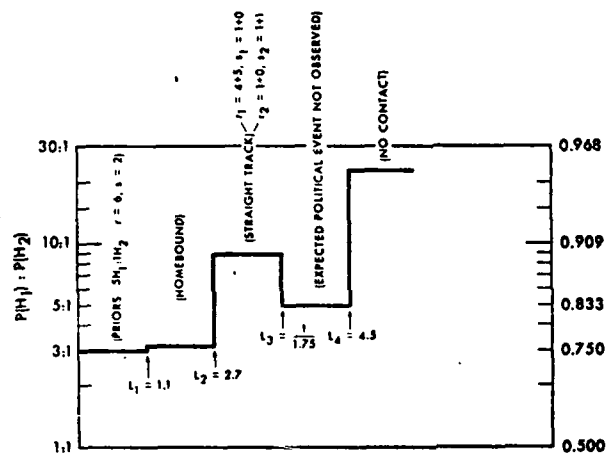 P(H₁) : P(H₂)
30:1
10:1
5:1
3:1
1:1
(PRIORS 3H₁:1H₂ r = 6, s = 2)
(HOMEBOUND)
(STRAIGHT TRACK)
r₁ = 4+5, s₁ = 1+0
r₂ = 1+0, s₂ = 1+1
(EXPECTED POLITICAL EVENT NOT OBSERVED)
(NO CONTACT)
L₁ = 1.1
L₂ = 2.7
L₃ = 1/1.75
L₄ = 4.5
0.968
0.909
0.833
0.750
0.500